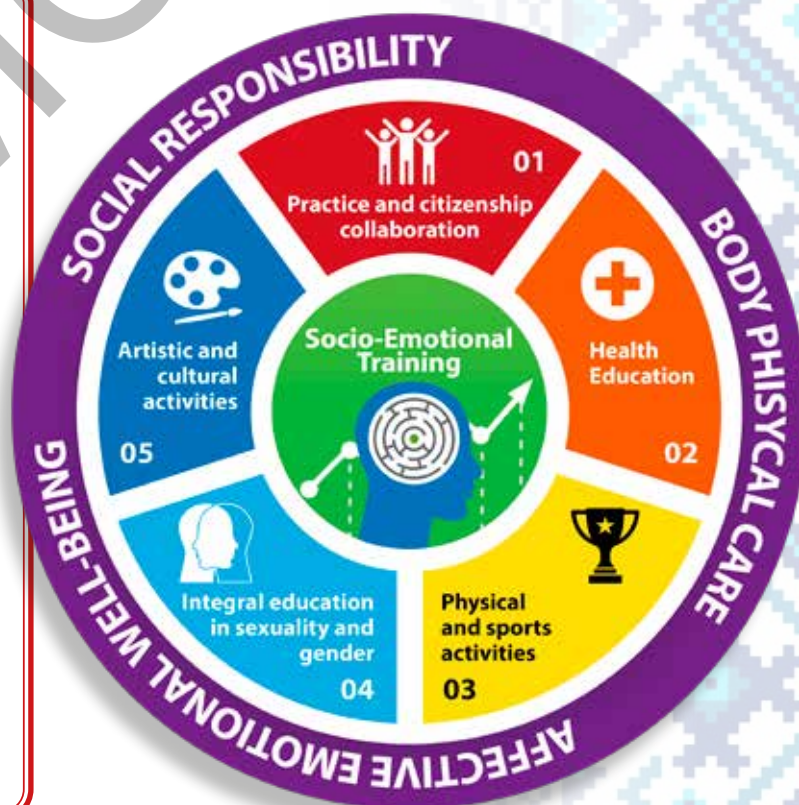 SOCIAL RESPONSIBILITY
BODY PHISYCAL CARE
AFFECTIVE EMOTIONAL WELL-BEING
01
Practice and citizenship
collaboration
Health
Education
02
Physical
and sports
activities
03
Integral education
in sexuality and
gender
04
Artistic and
cultural
activities
05
Socio-Emotional
Training